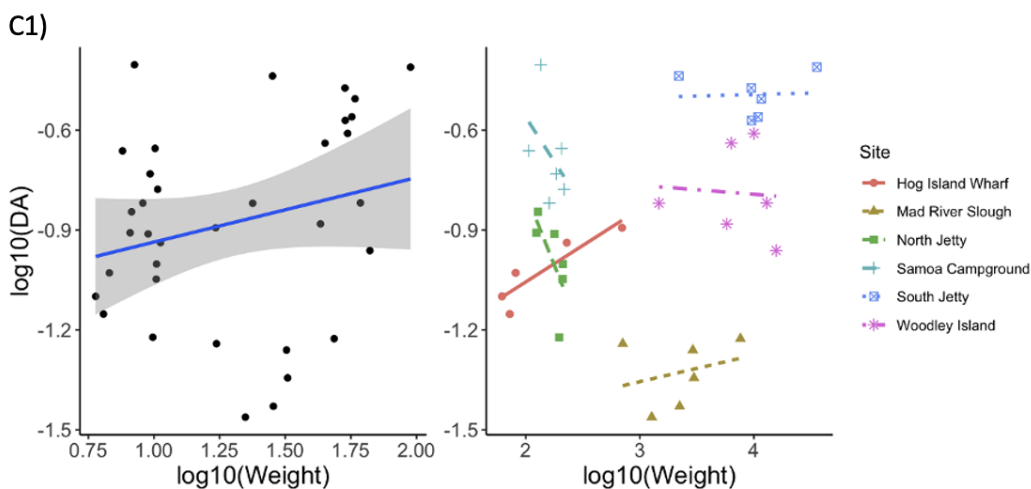 C1)
log10(DA)
-0.6
-0.9
-1.2
-1.5
0.75 1.00 1.25 1.50 1.75 2.00
log10(Weight)
-0.6
-0.9
-1.2
-1.5
2 3 4
log10(Weight)
Site
Hog Island Wharf
Mad River Slough
North Jetty
Samoa Campground
South Jetty
Woodley Island